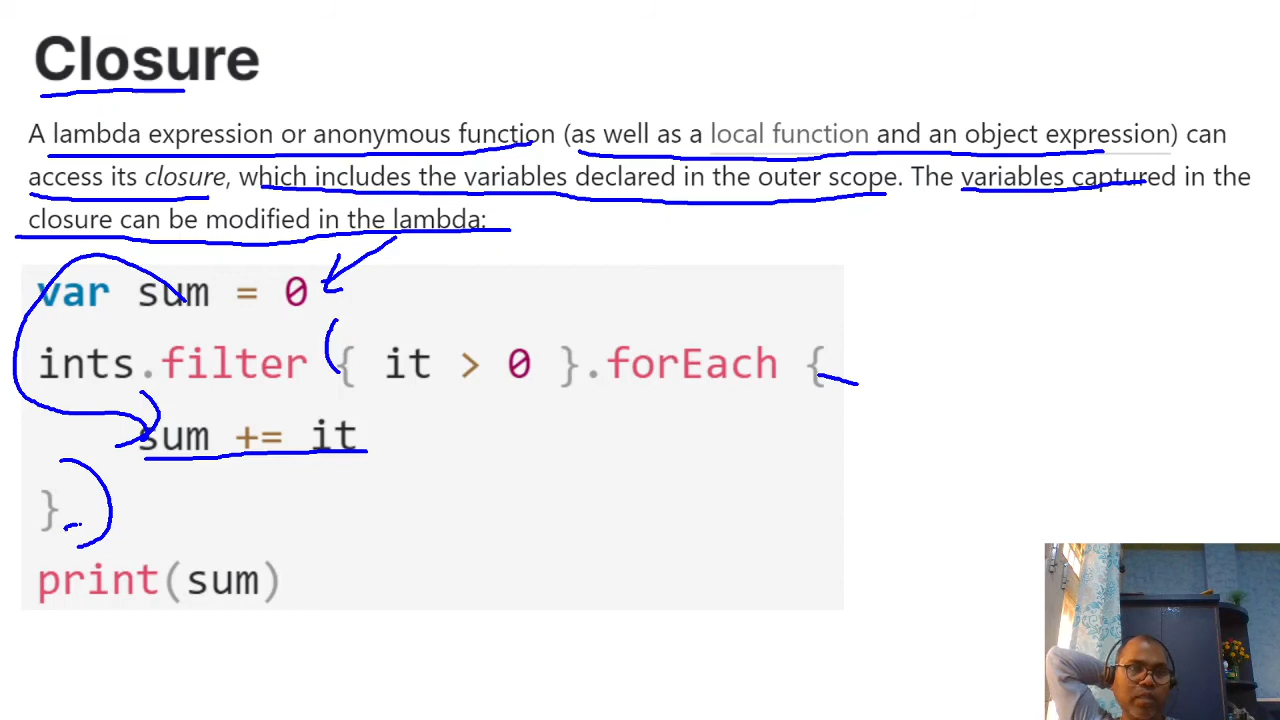 Closure
A lambda expression or anonymous function (as well as a local function and an object expression) can
access its closure, which includes the variables declared in the outer scope. The variables captured in the
closure can be modified in the lambda:
var sum = 0
ints.filter { it > 0 }.forEach {
sum += it
}
print(sum)